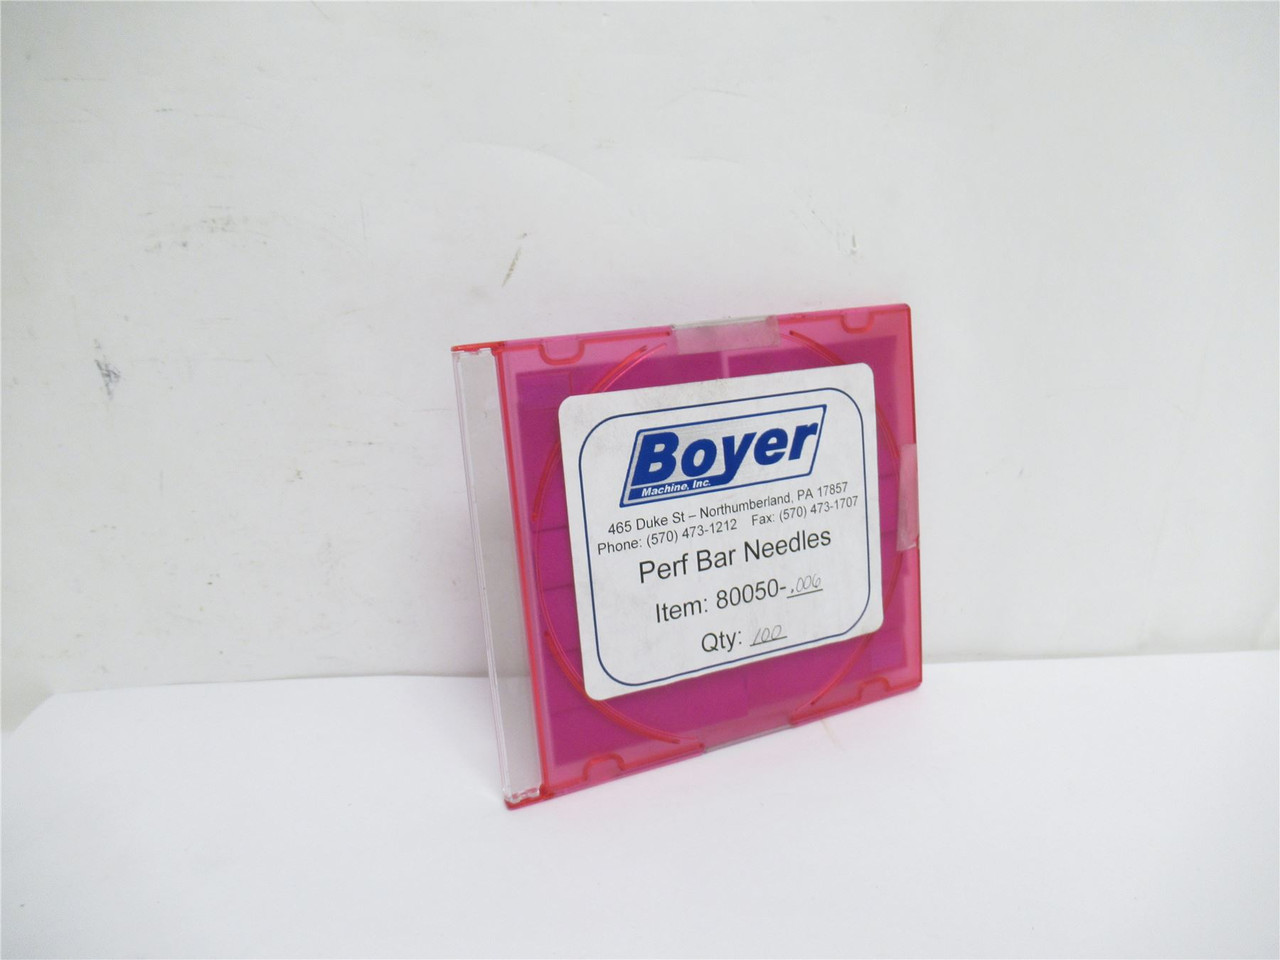 Boyer
Machine, Inc.
465 Duke St – Northumberland, PA 17857
Phone: (570) 473-1212 Fax: (570) 473-1707
Perf Bar Needles
Item: 80050-.006
Qty: 100